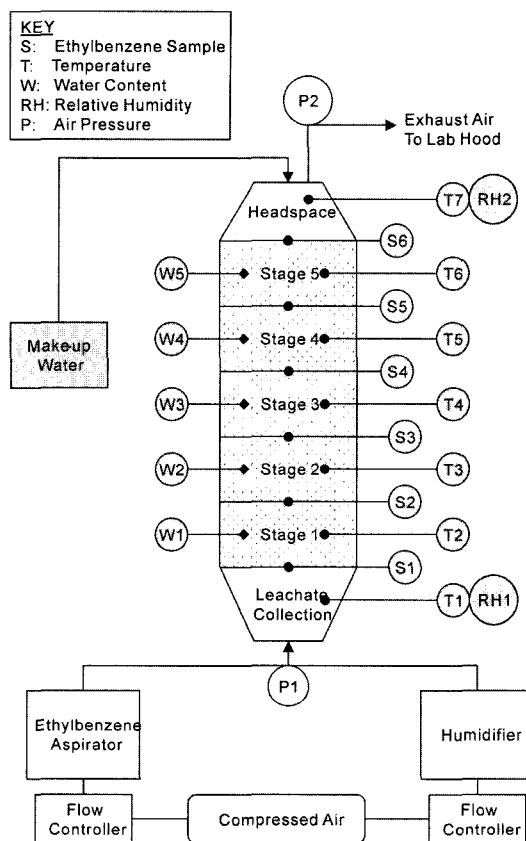 KEY
S: Ethylbenzene Sample
T: Temperature
W: Water Content
RH: Relative Humidity
P: Air Pressure
P2
Exhaust Air
To Lab Hood
Headspace
T7 RH2
S6
W5 Stage 5 T6
S5
Make-up
Water
W4 Stage 4 T5
S4
W3 Stage 3 T4
S3
W2 Stage 2 T3
S2
W1 Stage 1 T2
S1
Leachate
Collection
T1 RH1
P1
Ethylbenzene
Aspirator
Humidifier
Flow
Controller
Compressed Air
Flow
Controller